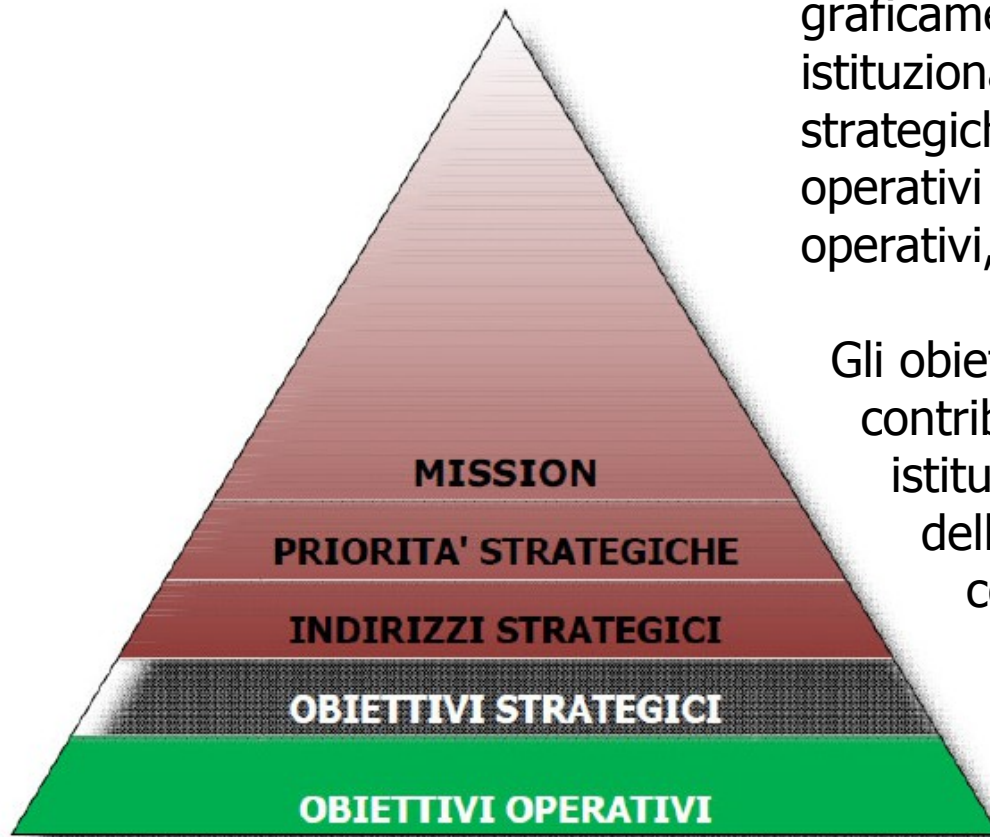 graficame
istituziona
strategich
operativi
operativi,
Gli obiet
contrib
istitu
dell
co
MISSION
PRIORITA' STRATEGICHE
INDIRIZZI STRATEGICI
OBIETTIVI STRATEGICI
OBIETTIVI OPERATIVI